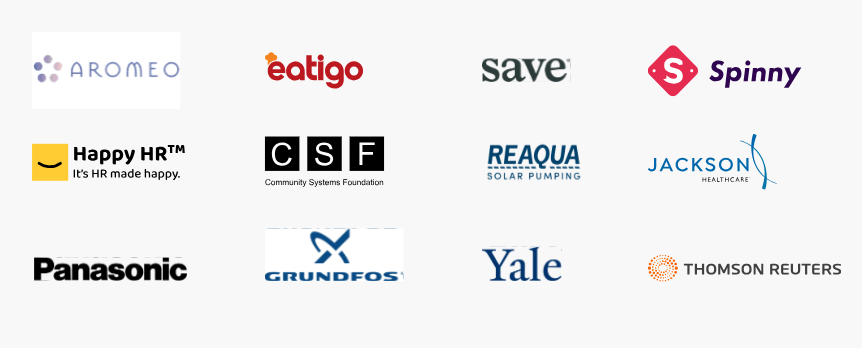 AROMEO
eatigo
save
S Spinny
Happy HR™
It's HR made happy.
CSF
Community Systems Foundation
REAQUA
SOLAR PUMPING
JACKSON
HEALTHCARE
Panasonic
GRUNDFOS
Yale
THOMSON REUTERS